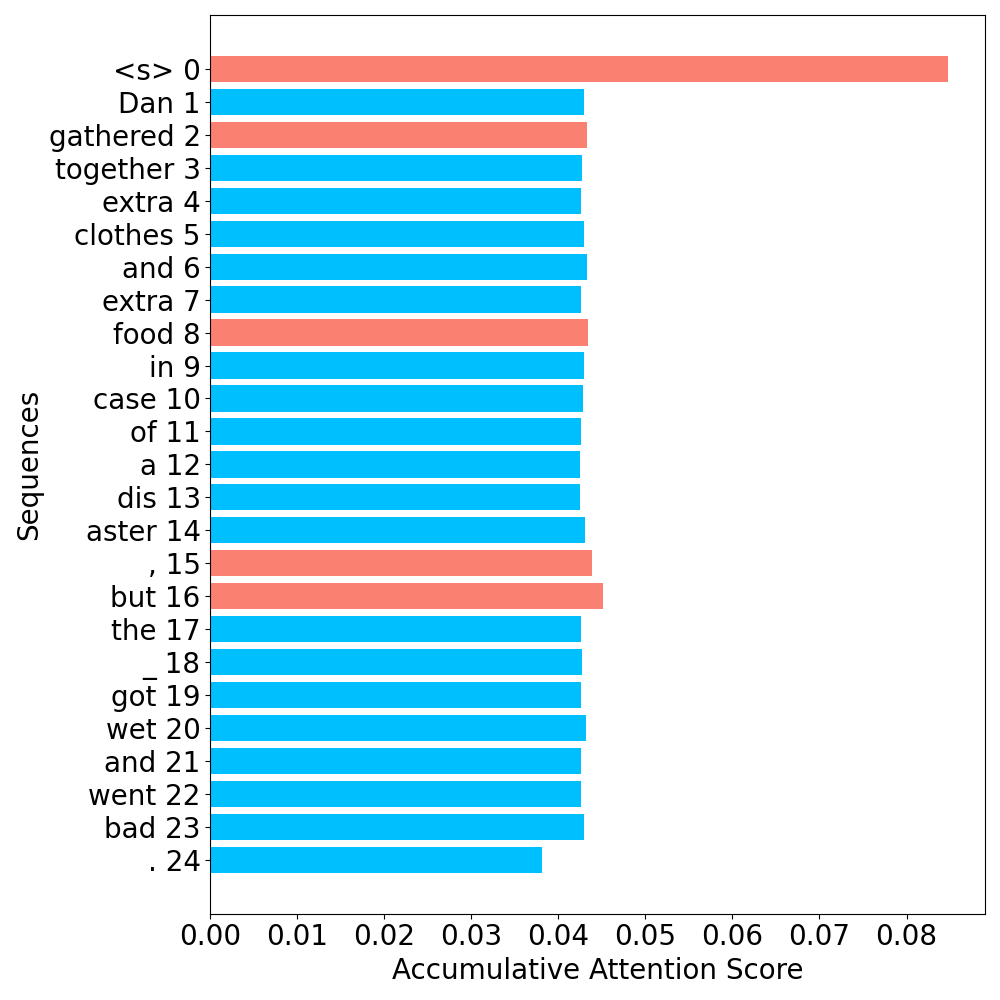 <s> 0
Dan 1
gathered 2
together 3
extra 4
clothes 5
and 6
extra 7
food 8
in 9
case 10
of 11
a 12
dis 13
aster 14
, 15
but 16
the 17
_ 18
got 19
wet 20
and 21
went 22
bad 23
. 24
Sequences
0.00 0.01 0.02 0.03 0.04 0.05 0.06 0.07 0.08
Accumulative Attention Score